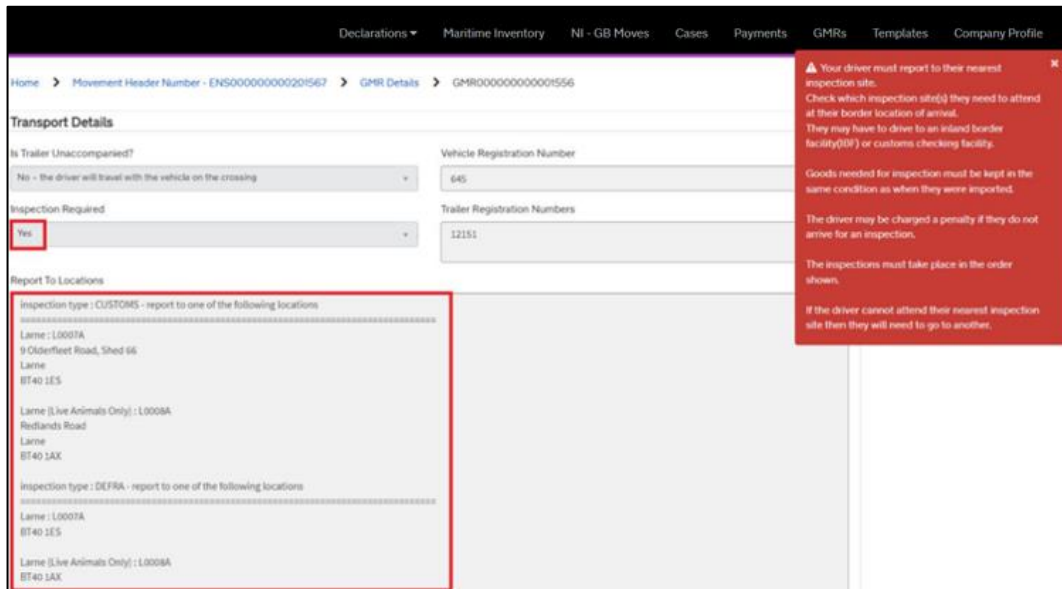 Declarations Maritime Inventory NI - GB Moves Cases Payments GMRs Templates Company Profile
Home > Movement Header Number - ENS000000000201567 > GMR Details > GMR000000000001556
Transport Details
Is Trailer Unaccompanied?
No - the driver will travel with the vehicle on the crossing
Vehicle Registration Number
645
Inspection Required
Yes
Trailer Registration Numbers
12151
Report To Locations
inspection type : CUSTOMS - report to one of the following locations
Larne : L0007A
9 Olderfleet Road, Shed 66
Larne
BT40 1ES
Larne (Live Animals Only) : L0008A
Redlands Road
Larne
BT40 1AX
inspection type : DEFRA - report to one of the following locations
Larne : L0007A
BT40 1ES
Larne (Live Animals Only) : L0008A
BT40 1AX
Your driver must report to their nearest
inspection site.
Check which inspection site(s) they need to attend
at their border location of arrival.
They may have to drive to an inland border
facility(IBF) or customs checking facility.
Goods needed for inspection must be kept in the
same condition as when they were imported.
The driver may be charged a penalty if they do not
arrive for an inspection.
The inspections must take place in the order
shown.
If the driver cannot attend their nearest inspection
site then they will need to go to another.